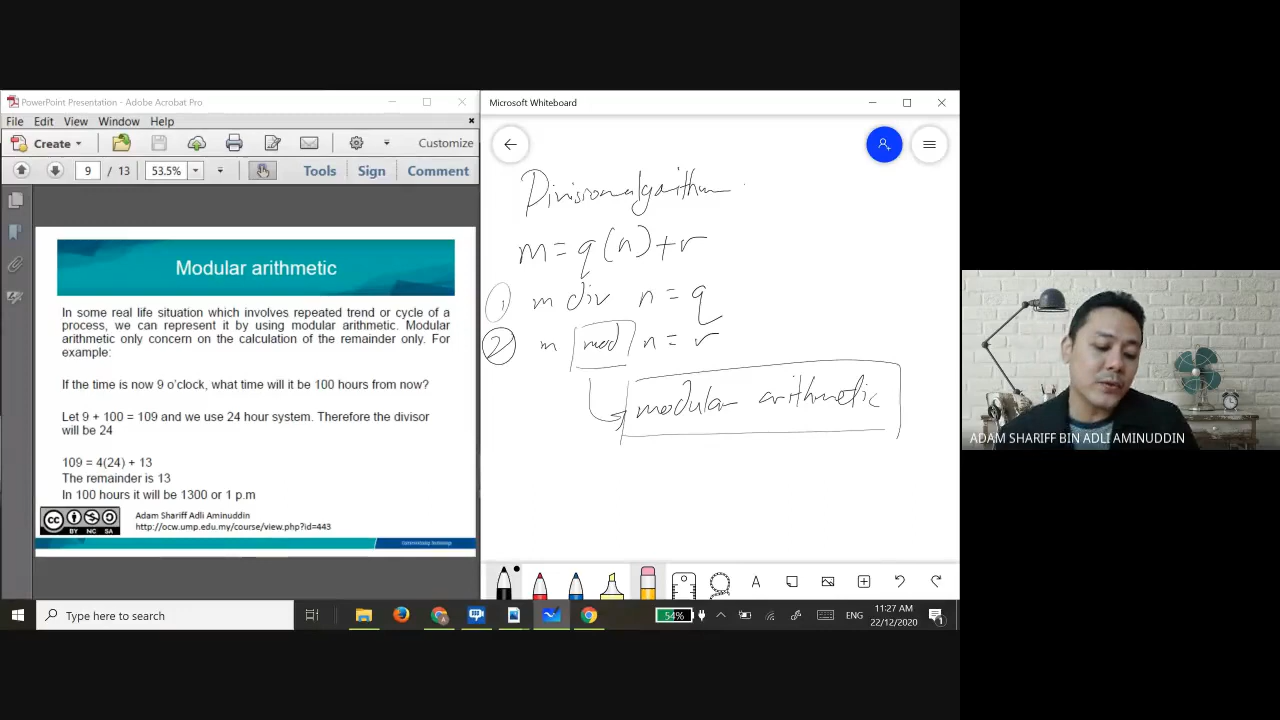 PowerPoint Presentation - Adobe Acrobat Pro
File Edit View Window Help
Create
Customize
9 / 13 53.5%
Tools Sign Comment
Modular arithmetic
In some real life situation which involves repeated trend or cycle of a
process, we can represent it by using modular arithmetic. Modular
arithmetic only concern on the calculation of the remainder only. For
example:
If the time is now 9 o'clock, what time will it be 100 hours from now?
Let 9 + 100 = 109 and we use 24 hour system. Therefore the divisor
will be 24
109 = 4(24) + 13
The remainder is 13
In 100 hours it will be 1300 or 1 p.m
cc
BY NC SA
Adam Shariff Adli Aminuddin
http://ocw.ump.edu.my/course/view.php?id=443
Microsoft Whiteboard
Division algorithm
m = q(n) + r
1 m div n = q
2 m mod n = r
modular arithmetic
A
ADAM SHARIFF BIN ADLI AMINUDDIN
Type here to search
54%
ENG
11:27 AM
22/12/2020
1